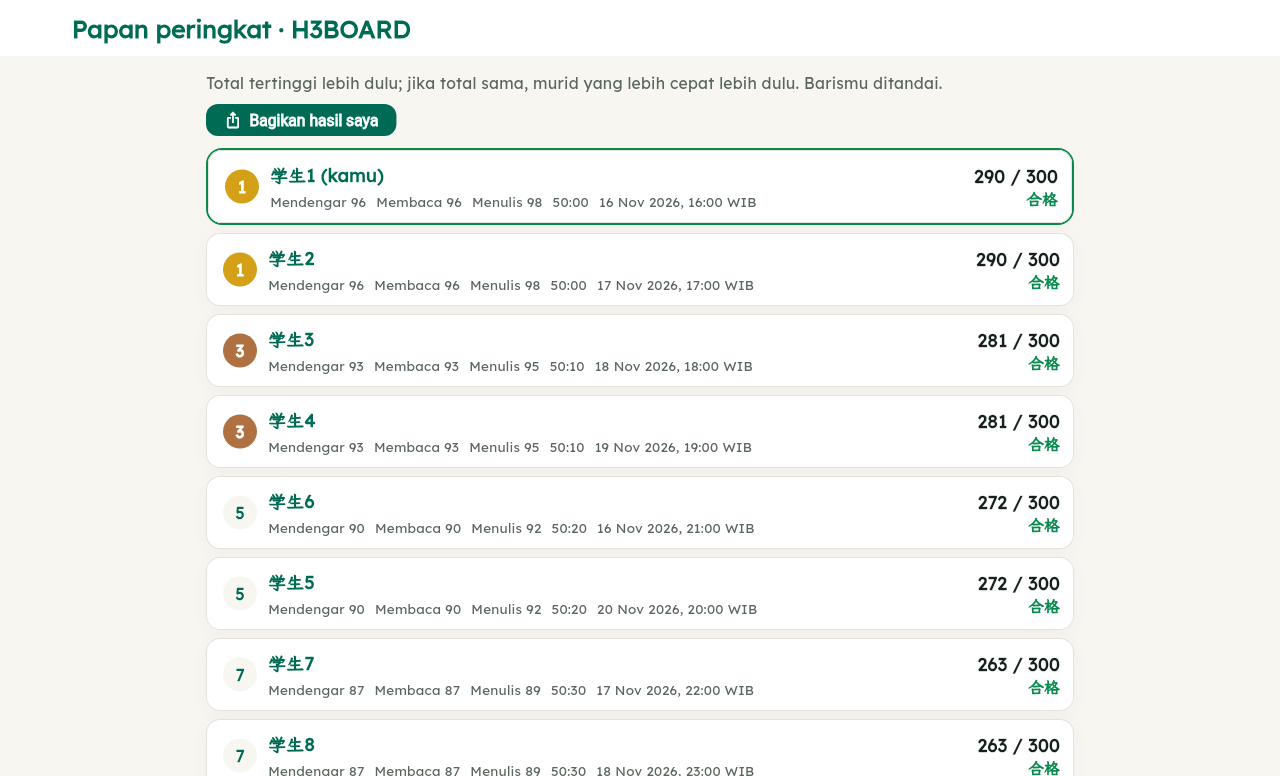 Papan peringkat · H3BOARD
Total tertinggi lebih dulu; jika total sama, murid yang lebih cepat lebih dulu. Barismu ditandai.
Bagikan hasil saya
1 学生1 (kamu) 290 / 300
Mendengar 96 Membaca 96 Menulis 98 50:00 16 Nov 2026, 16:00 WIB 合格
1 学生2 290 / 300
Mendengar 96 Membaca 96 Menulis 98 50:00 17 Nov 2026, 17:00 WIB 合格
3 学生3 281 / 300
Mendengar 93 Membaca 93 Menulis 95 50:10 18 Nov 2026, 18:00 WIB 合格
3 学生4 281 / 300
Mendengar 93 Membaca 93 Menulis 95 50:10 19 Nov 2026, 19:00 WIB 合格
5 学生6 272 / 300
Mendengar 90 Membaca 90 Menulis 92 50:20 16 Nov 2026, 21:00 WIB 合格
5 学生5 272 / 300
Mendengar 90 Membaca 90 Menulis 92 50:20 20 Nov 2026, 20:00 WIB 合格
7 学生7 263 / 300
Mendengar 87 Membaca 87 Menulis 89 50:30 17 Nov 2026, 22:00 WIB 合格
7 学生8 263 / 300
Mendengar 87 Membaca 87 Menulis 89 50:30 18 Nov 2026, 23:00 WIB 合格